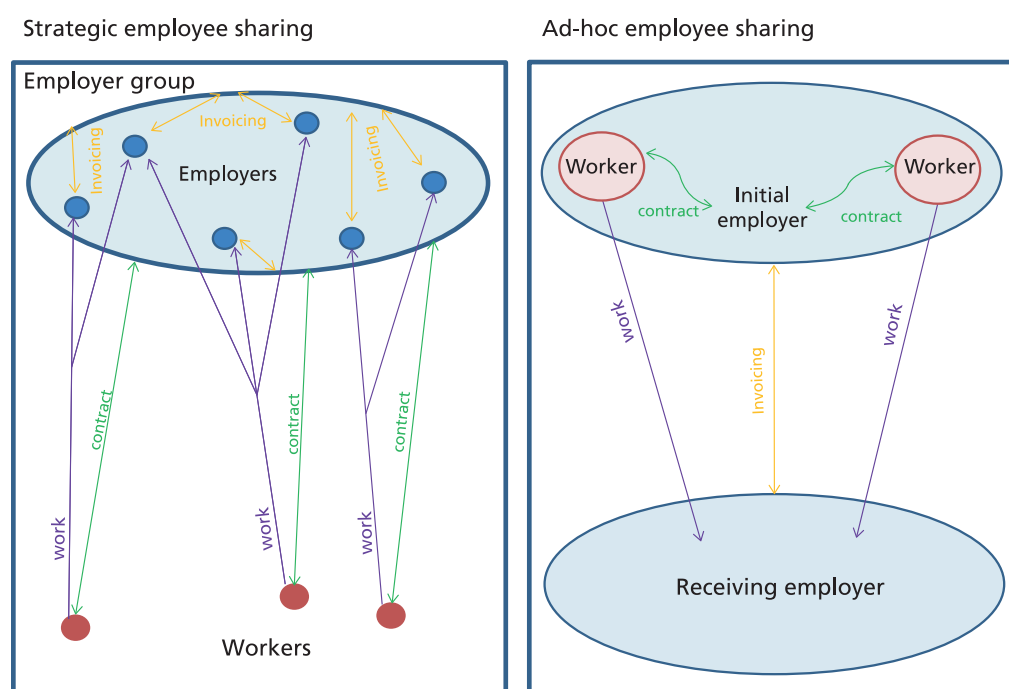 Strategic employee sharing
Employer group
Invoicing
Invoicing
Invoicing
Employers
contract
contract
contract
work
work
work
Workers
Ad-hoc employee sharing
Worker
Worker
Initial
employer
contract
contract
work
work
Invoicing
Receiving employer